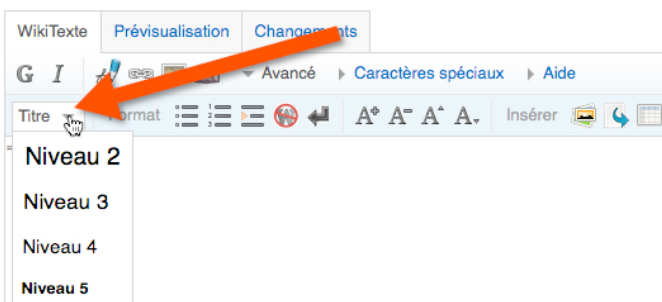 WikiTexte Prévisualisation Changements
G I Avancé Caractères spéciaux Aide
Titre Format A+ A- A˄ A˅ Insérer
Niveau 2
Niveau 3
Niveau 4
Niveau 5